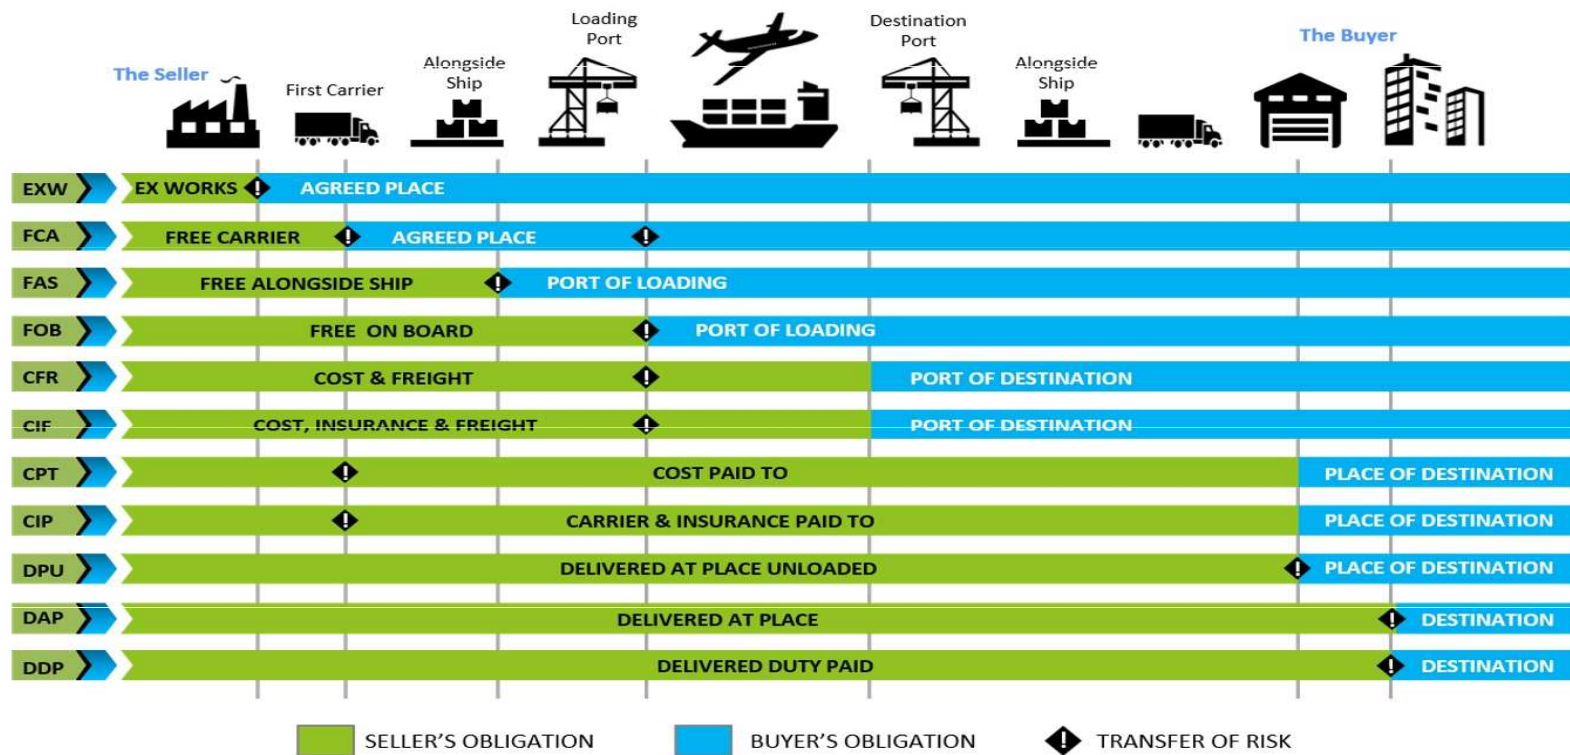 Loading
Port
Destination
Port
The Buyer
The Seller
Alongside
Ship
Alongside
Ship
First Carrier
EXW EX WORKS ! AGREED PLACE
FCA FREE CARRIER ! AGREED PLACE !
FAS FREE ALONGSIDE SHIP ! PORT OF LOADING
FOB FREE ON BOARD ! PORT OF LOADING
CFR COST & FREIGHT ! PORT OF DESTINATION
CIF COST, INSURANCE & FREIGHT ! PORT OF DESTINATION
CPT ! COST PAID TO PLACE OF DESTINATION
CIP ! CARRIER & INSURANCE PAID TO PLACE OF DESTINATION
DPU DELIVERED AT PLACE UNLOADED ! PLACE OF DESTINATION
DAP DELIVERED AT PLACE ! DESTINATION
DDP DELIVERED DUTY PAID ! DESTINATION
SELLER'S OBLIGATION BUYER'S OBLIGATION ! TRANSFER OF RISK